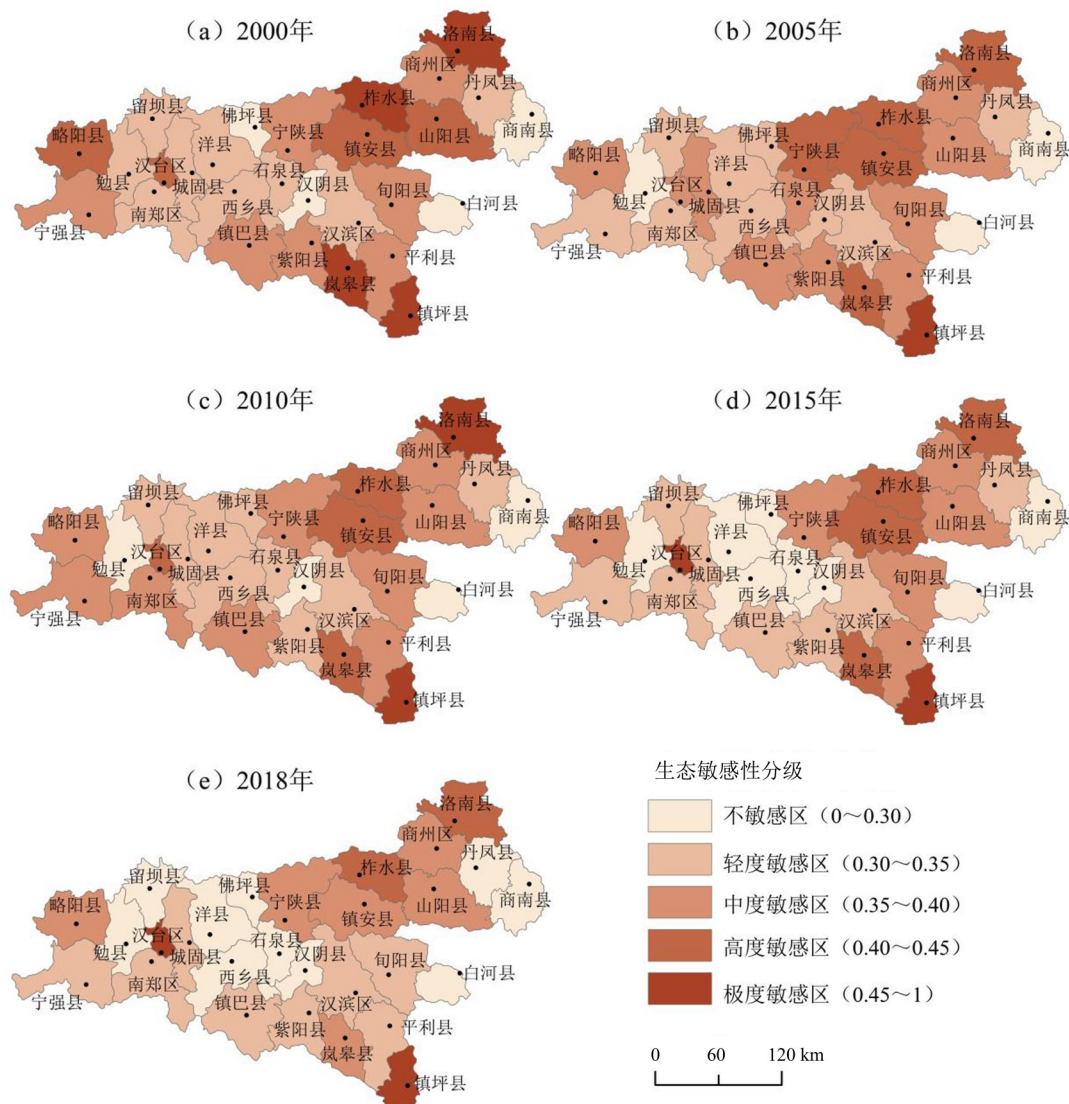 (a) 2000年
洛南县
商州区
丹凤县
柞水县
留坝县
佛坪县
商南县
略阳县
宁陕县
山阳县
洋县
镇安县
汉台区
石泉县
勉县
城固县
汉阴县
旬阳县
白河县
南郑区
西乡县
宁强县
镇巴县
汉滨区
紫阳县
平利县
岚皋县
镇坪县
(b) 2005年
洛南县
商州区
丹凤县
柞水县
留坝县
佛坪县
商南县
略阳县
宁陕县
山阳县
洋县
镇安县
汉台区
石泉县
勉县
城固县
汉阴县
旬阳县
白河县
南郑区
西乡县
宁强县
镇巴县
汉滨区
紫阳县
平利县
岚皋县
镇坪县
(c) 2010年
洛南县
商州区
丹凤县
柞水县
留坝县
佛坪县
商南县
略阳县
宁陕县
山阳县
洋县
镇安县
汉台区
石泉县
勉县
城固县
汉阴县
旬阳县
白河县
南郑区
西乡县
宁强县
镇巴县
汉滨区
紫阳县
平利县
岚皋县
镇坪县
(d) 2015年
洛南县
商州区
丹凤县
柞水县
留坝县
佛坪县
商南县
略阳县
宁陕县
山阳县
洋县
镇安县
汉台区
石泉县
勉县
城固县
汉阴县
旬阳县
白河县
南郑区
西乡县
宁强县
镇巴县
汉滨区
紫阳县
平利县
岚皋县
镇坪县
(e) 2018年
洛南县
商州区
丹凤县
柞水县
留坝县
佛坪县
商南县
略阳县
宁陕县
山阳县
洋县
镇安县
汉台区
石泉县
勉县
城固县
汉阴县
旬阳县
白河县
南郑区
西乡县
宁强县
镇巴县
汉滨区
紫阳县
平利县
岚皋县
镇坪县
生态敏感性分级
不敏感区（0～0.30）
轻度敏感区（0.30～0.35）
中度敏感区（0.35～0.40）
高度敏感区（0.40～0.45）
极度敏感区（0.45～1）
0 60 120 km